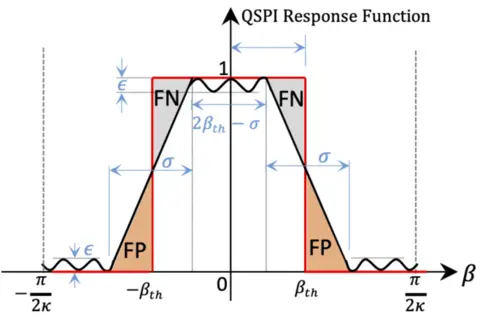 QSPI Response Function
1
ϵ
FN
FN
2β_th − σ
σ
σ
ϵ
FP
FP
−π/2κ
−β_th
0
β_th
π/2κ
β